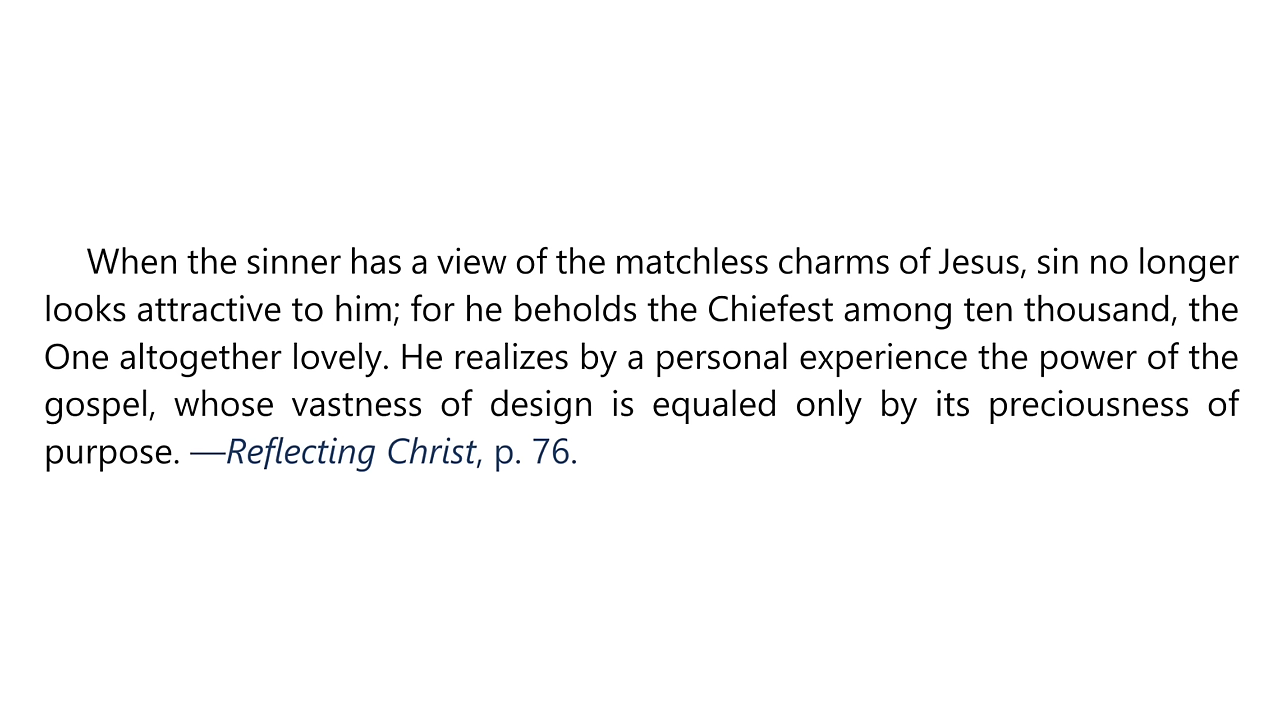 When the sinner has a view of the matchless charms of Jesus, sin no longer
looks attractive to him; for he beholds the Chiefest among ten thousand, the
One altogether lovely. He realizes by a personal experience the power of the
gospel, whose vastness of design is equaled only by its preciousness of
purpose. —Reflecting Christ, p. 76.